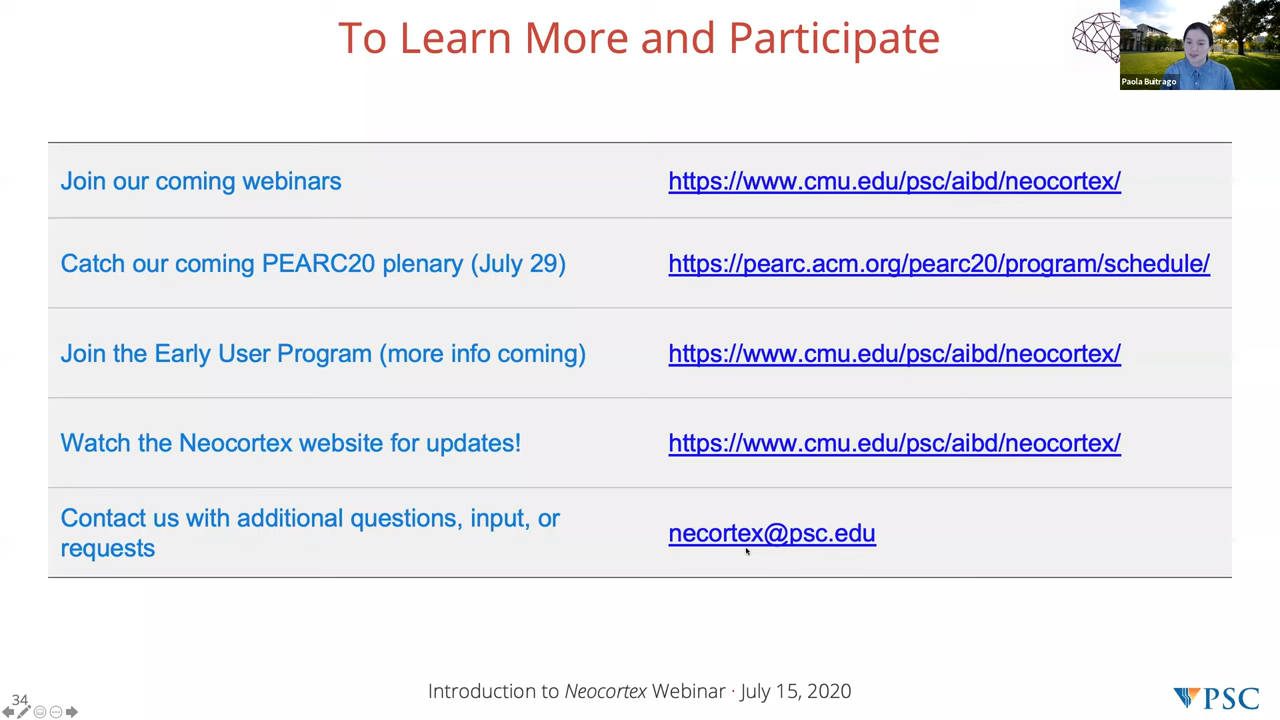 To Learn More and Participate
Paola Buitrago
Join our coming webinars
https://www.cmu.edu/psc/aibd/neocortex/
Catch our coming PEARC20 plenary (July 29)
https://pearc.acm.org/pearc20/program/schedule/
Join the Early User Program (more info coming)
https://www.cmu.edu/psc/aibd/neocortex/
Watch the Neocortex website for updates!
https://www.cmu.edu/psc/aibd/neocortex/
Contact us with additional questions, input, or
requests
necortex@psc.edu
Introduction to Neocortex Webinar · July 15, 2020
34
PSC